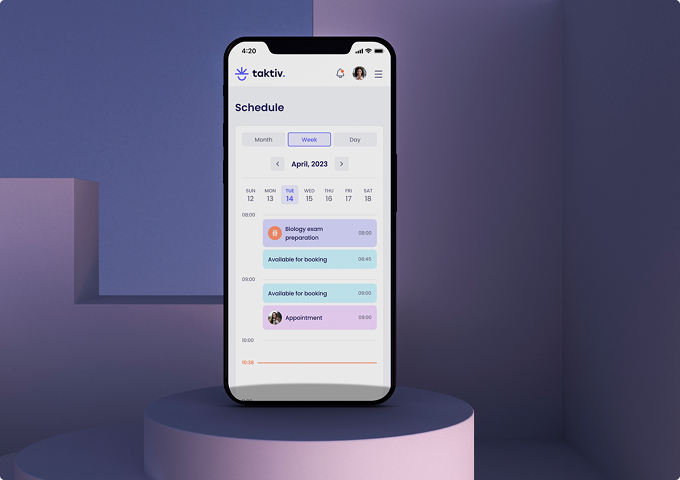 4:20
taktiv.
Schedule
Month Week Day
April, 2023
SUN MON TUE WED THU FRI SAT
12 13 14 15 16 17 18
08:00
Biology exam
preparation
08:00
Available for booking 08:45
09:00
Available for booking 09:00
Appointment 09:00
10:00
10:38